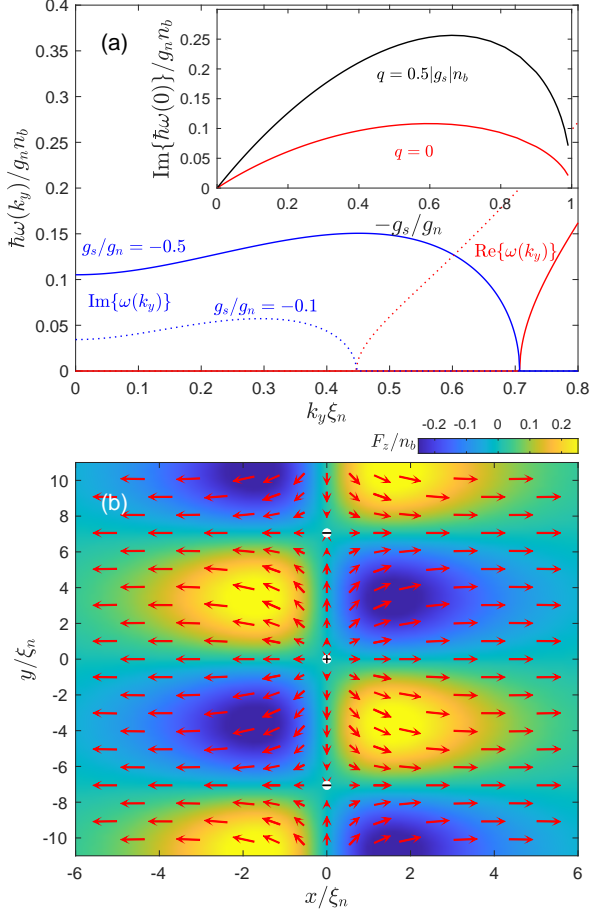 (a)
ℏω(k_y)/g_n n_b
0.4
0.35
0.3
0.25
0.2
0.15
0.1
0.05
0
Im{ℏω(0)}/g_n n_b
0.25
0.2
0.15
0.1
0.05
0
q = 0.5|g_s|n_b
q = 0
0 0.2 0.4 0.6 0.8 1
−g_s/g_n
g_s/g_n = −0.5
Re{ω(k_y)}
Im{ω(k_y)}
g_s/g_n = −0.1
0 0.1 0.2 0.3 0.4 0.5 0.6 0.7 0.8
k_yξ_n
F_z/n_b
-0.2 -0.1 0 0.1 0.2
(b)
y/ξ_n
10
8
6
4
2
0
-2
-4
-6
-8
-10
-6 -4 -2 0 2 4 6
x/ξ_n